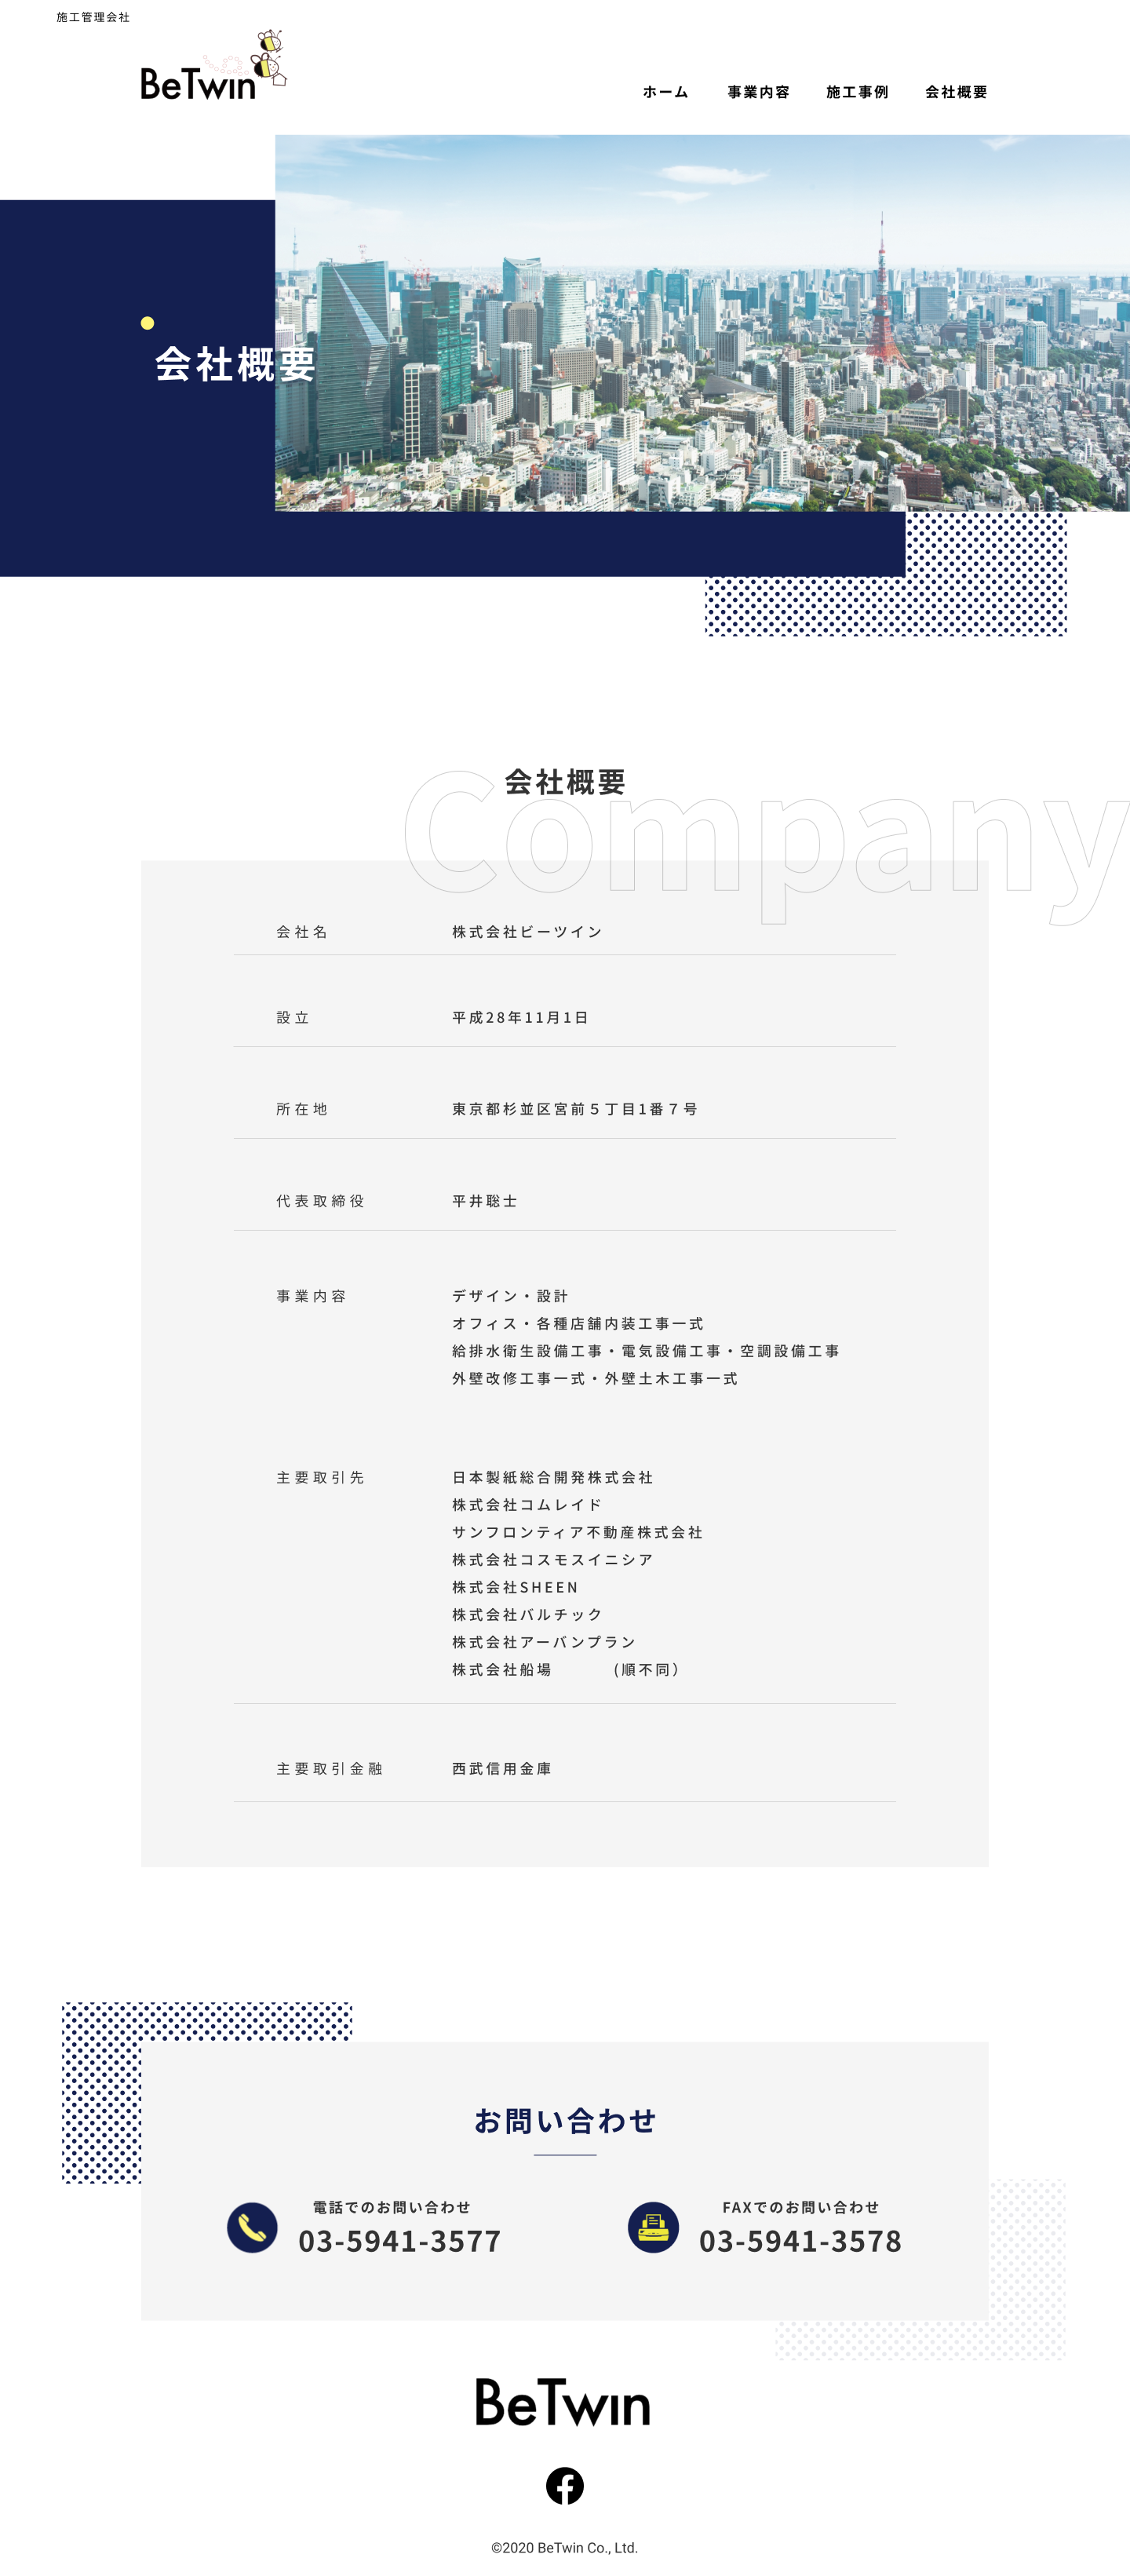 施工管理会社
BeTwin
ホーム 事業内容 施工事例 会社概要
会社概要
会社概要
Company
会社名 株式会社ビーツイン
設立 平成28年11月1日
所在地 東京都杉並区宮前５丁目1番７号
代表取締役 平井聡士
事業内容 デザイン・設計
オフィス・各種店舗内装工事一式
給排水衛生設備工事・電気設備工事・空調設備工事
外壁改修工事一式・外壁土木工事一式
主要取引先 日本製紙総合開発株式会社
株式会社コムレイド
サンフロンティア不動産株式会社
株式会社コスモスイニシア
株式会社SHEEN
株式会社バルチック
株式会社アーバンプラン
株式会社船場　　　(順不同）
主要取引金融 西武信用金庫
お問い合わせ
電話でのお問い合わせ
03-5941-3577
FAXでのお問い合わせ
03-5941-3578
BeTwin
©2020 BeTwin Co., Ltd.